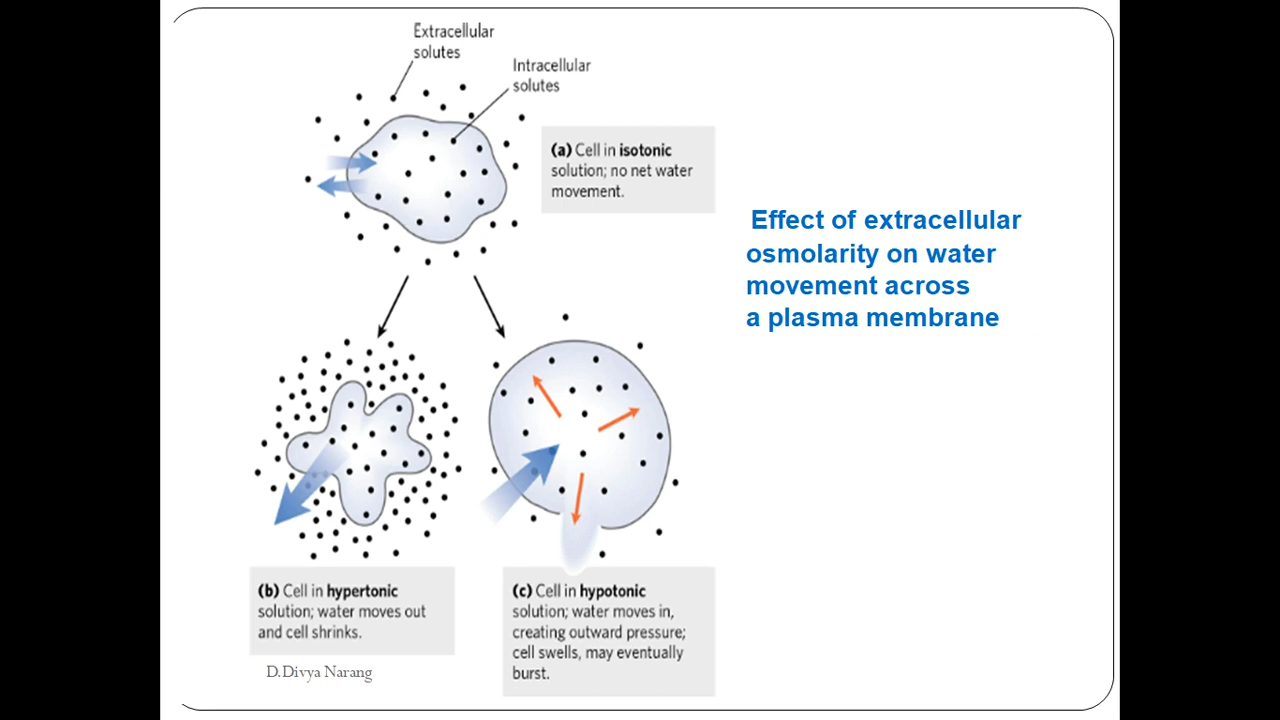 Extracellular
solutes
Intracellular
solutes
(a) Cell in isotonic
solution; no net water
movement.
Effect of extracellular
osmolarity on water
movement across
a plasma membrane
(b) Cell in hypertonic
solution; water moves out
and cell shrinks.
(c) Cell in hypotonic
solution; water moves in,
creating outward pressure;
cell swells, may eventually
burst.
D.Divya Narang